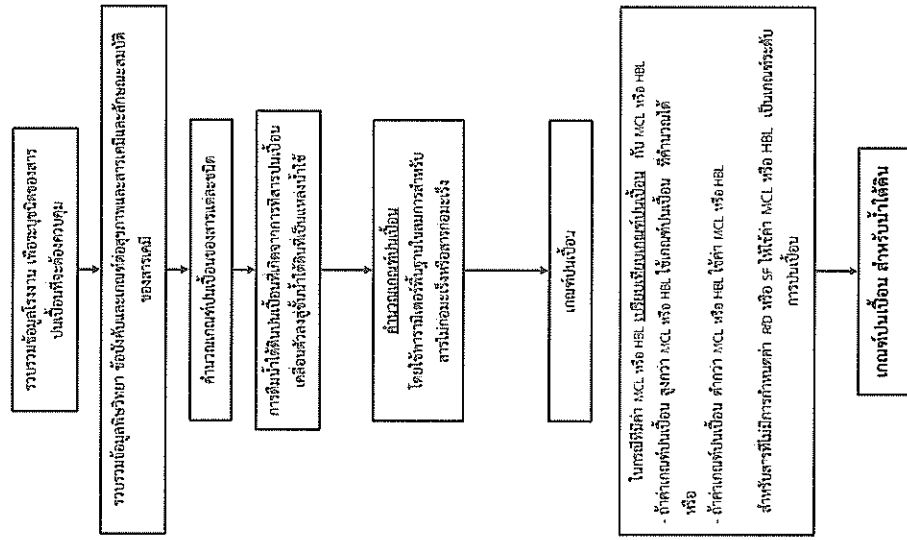 รวบรวมข้อมูลโรงงาน เพื่อระบุชนิดของสาร
ปนเปื้อนที่จะต้องควบคุม
รวบรวมข้อมูลพิษวิทยา ข้อบังคับและเกณฑ์ต่อสุขภาพและสารเคมีและลักษณะสมบัติ
ของสารเคมี
คำนวณเกณฑ์ปนเปื้อนของสารแต่ละชนิด
การดื่มน้ำใต้ดินปนเปื้อนที่เกิดจากการที่สารปนเปื้อน
เคลื่อนตัวลงสู่ชั้นน้ำใต้ดินที่เป็นแหล่งน้ำใช้
คำนวณเกณฑ์ปนเปื้อน
โดยใช้พารามิเตอร์พื้นฐานในสมการสำหรับ
สารไม่ก่อมะเร็งหรือสารก่อมะเร็ง
เกณฑ์ปนเปื้อน
ในกรณีที่มีค่า MCL หรือ HBL เปรียบเทียบเกณฑ์ปนเปื้อน กับ MCL หรือ HBL
- ถ้าค่าเกณฑ์ปนเปื้อน สูงกว่า MCL หรือ HBL ใช้เกณฑ์ปนเปื้อน ที่คำนวณได้
หรือ
- ถ้าค่าเกณฑ์ปนเปื้อน ต่ำกว่า MCL หรือ HBL ใช้ค่า MCL หรือ HBL
สำหรับสารที่ไม่มีการกำหนดค่า RfD หรือ SF ให้ใช้ค่า MCL หรือ HBL เป็นเกณฑ์ระดับ
การปนเปื้อน
เกณฑ์ปนเปื้อน สำหรับน้ำใต้ดิน